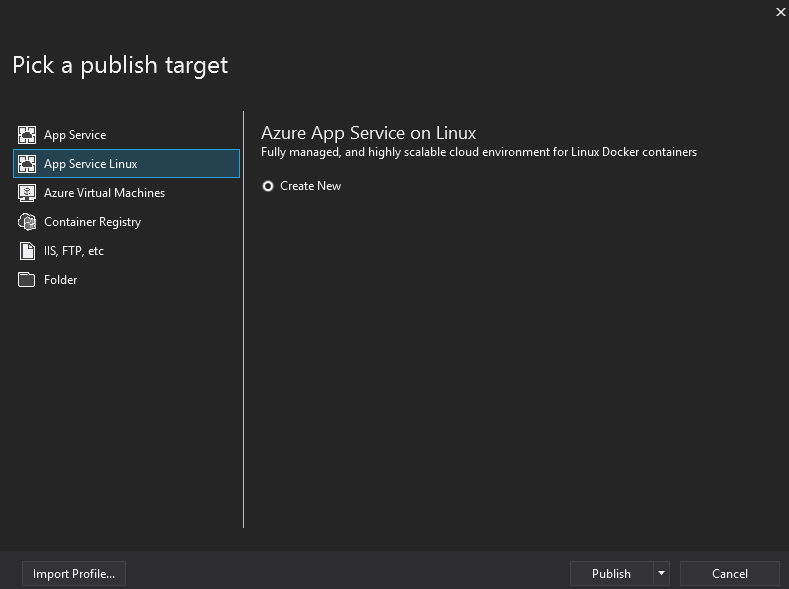 Pick a publish target
App Service
App Service Linux
Azure Virtual Machines
Container Registry
IIS, FTP, etc
Folder
Azure App Service on Linux
Fully managed, and highly scalable cloud environment for Linux Docker containers
Create New
Import Profile...
Publish
Cancel